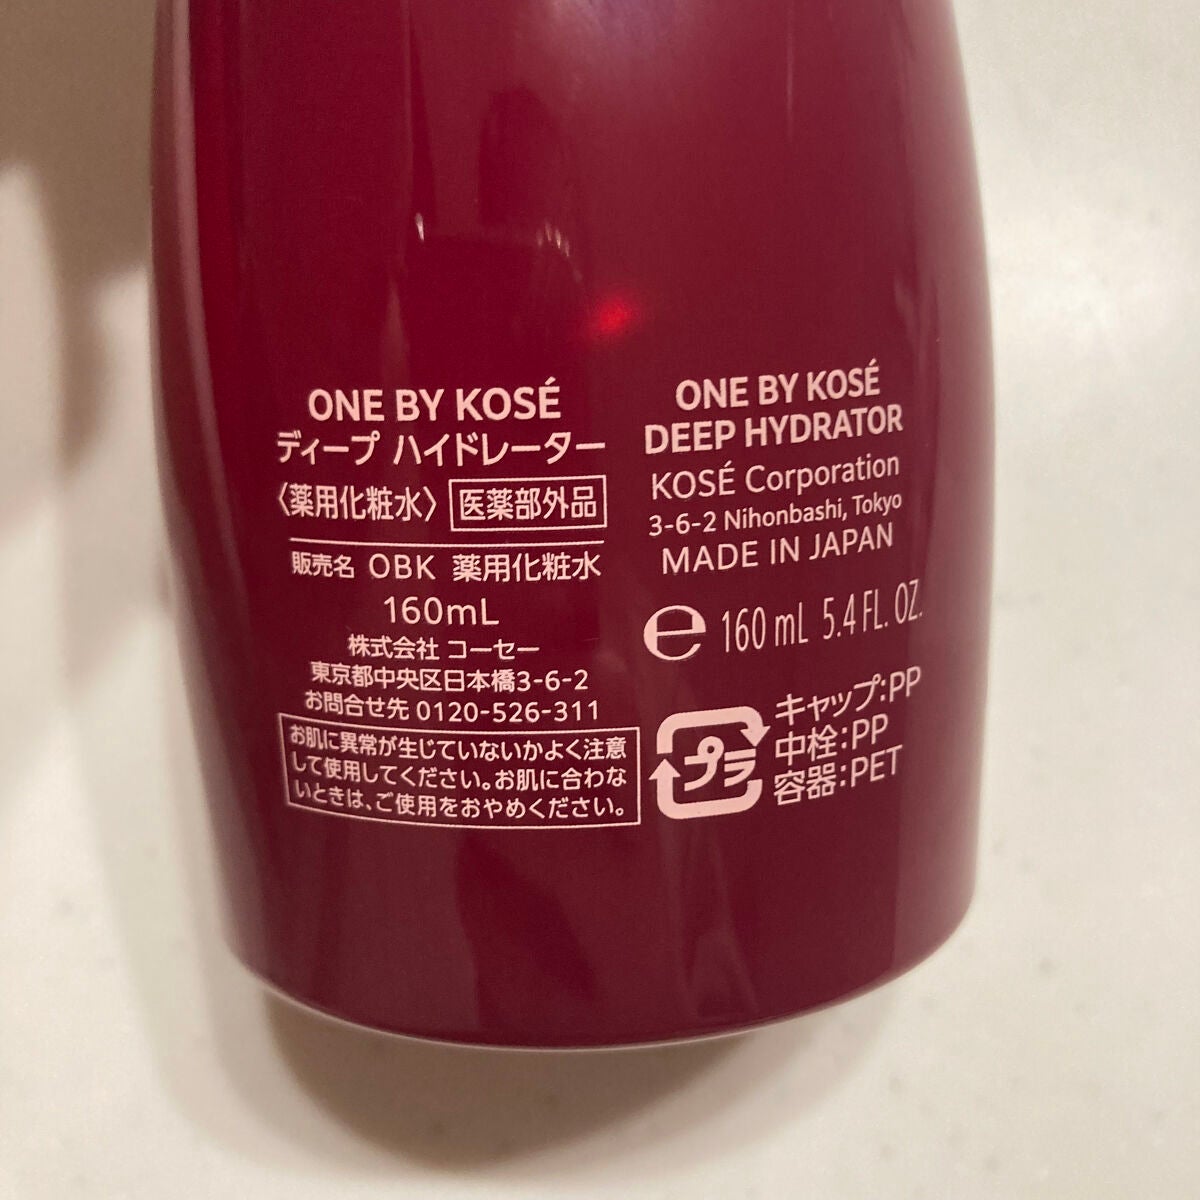 ONE BY KOSÉ
ディープ ハイドレーター
〈薬用化粧水〉 医薬部外品
販売名 OBK 薬用化粧水
160mL
株式会社 コーセー
東京都中央区日本橋3-6-2
お問合せ先 0120-526-311
お肌に異常が生じていないかよく注意
して使用してください。お肌に合わな
いときは、ご使用をおやめください。
ONE BY KOSÉ
DEEP HYDRATOR
KOSÉ Corporation
3-6-2 Nihonbashi, Tokyo
MADE IN JAPAN
℮ 160 mL 5.4 FL. OZ.
プラ
キャップ:PP
中栓:PP
容器:PET